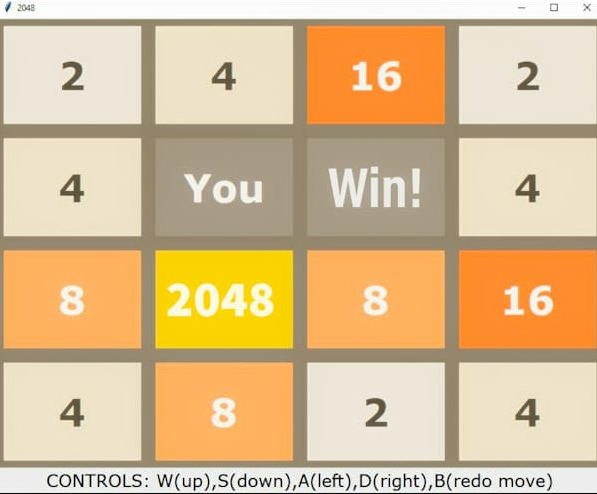 2048
2 4 16 2
4 You Win! 4
8 2048 8 16
4 8 2 4
CONTROLS: W(up),S(down),A(left),D(right),B(redo move)